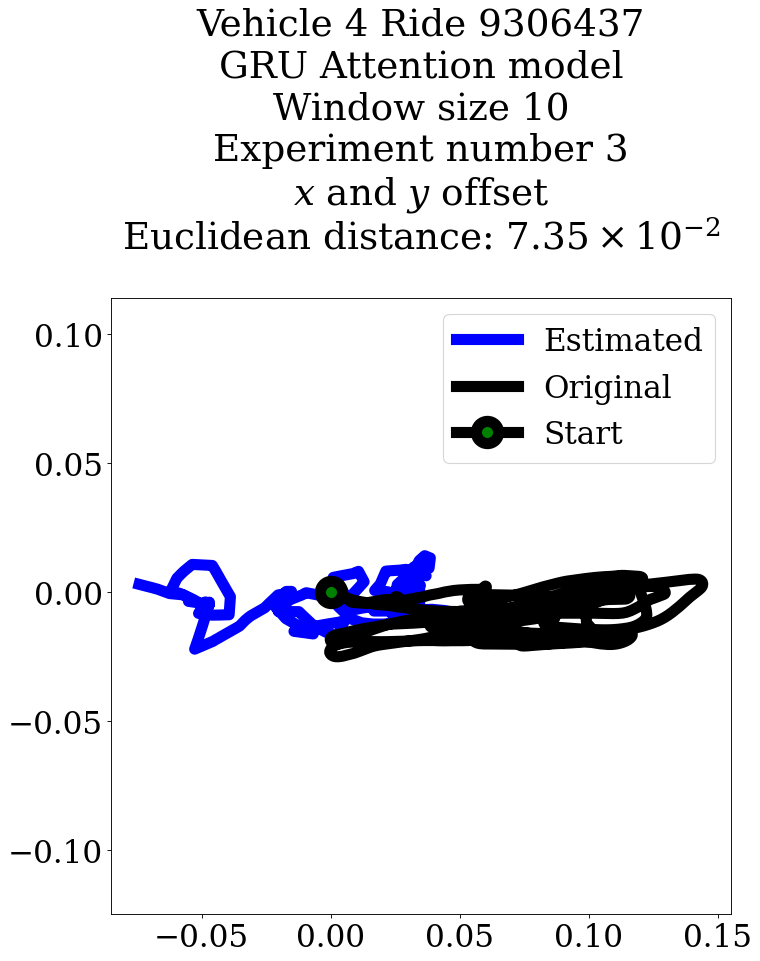 Vehicle 4 Ride 9306437
GRU Attention model
Window size 10
Experiment number 3
x and y offset
Euclidean distance: 7.35 × 10⁻²
Estimated
Original
Start
0.10
0.05
0.00
−0.05
−0.10
−0.05 0.00 0.05 0.10 0.15